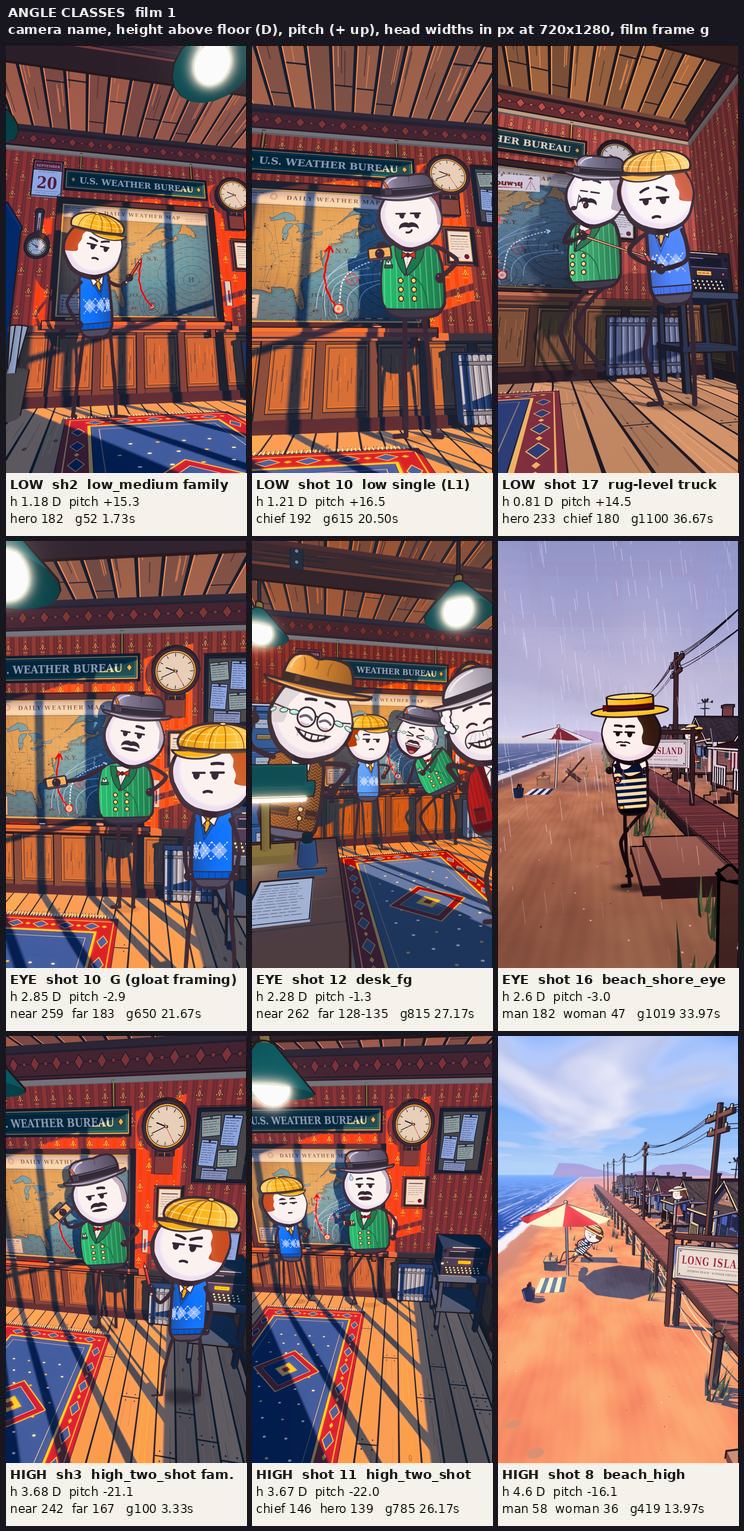 ANGLE CLASSES  film 1
camera name, height above floor (D), pitch (+ up), head widths in px at 720x1280, film frame g
SEPTEMBER
20
U.S. WEATHER BUREAU
DAILY WEATHER MAP
N.Y.
H
LOW  sh2  low_medium family
h 1.18 D  pitch +15.3
hero 182   g52 1.73s
U.S. WEATHER BUREAU
DAILY WEATHER
N.Y.
LOW  shot 10  low single (L1)
h 1.21 D  pitch +16.5
chief 192   g615 20.50s
HER BUREAU
LOW  shot 17  rug-level truck
h 0.81 D  pitch +14.5
hero 233  chief 180   g1100 36.67s
. WEATHER BUREAU
DAILY WEATHER
EYE  shot 10  G (gloat framing)
h 2.85 D  pitch -2.9
near 259  far 183   g650 21.67s
WEATHER BUREAU
EYE  shot 12  desk_fg
h 2.28 D  pitch -1.3
near 262  far 128-135   g815 27.17s
ISLAND
EYE  shot 16  beach_shore_eye
h 2.6 D  pitch -3.0
man 182  woman 47   g1019 33.97s
. WEATHER BUREAU
DAILY WEATHER
HIGH  sh3  high_two_shot fam.
h 3.68 D  pitch -21.1
near 242  far 167   g100 3.33s
U.S. WEATHER BUREAU
DAILY WEATHER
HIGH  shot 11  high_two_shot
h 3.67 D  pitch -22.0
chief 146  hero 139   g785 26.17s
LONG ISLA
HIGH  shot 8  beach_high
h 4.6 D  pitch -16.1
man 58  woman 36   g419 13.97s